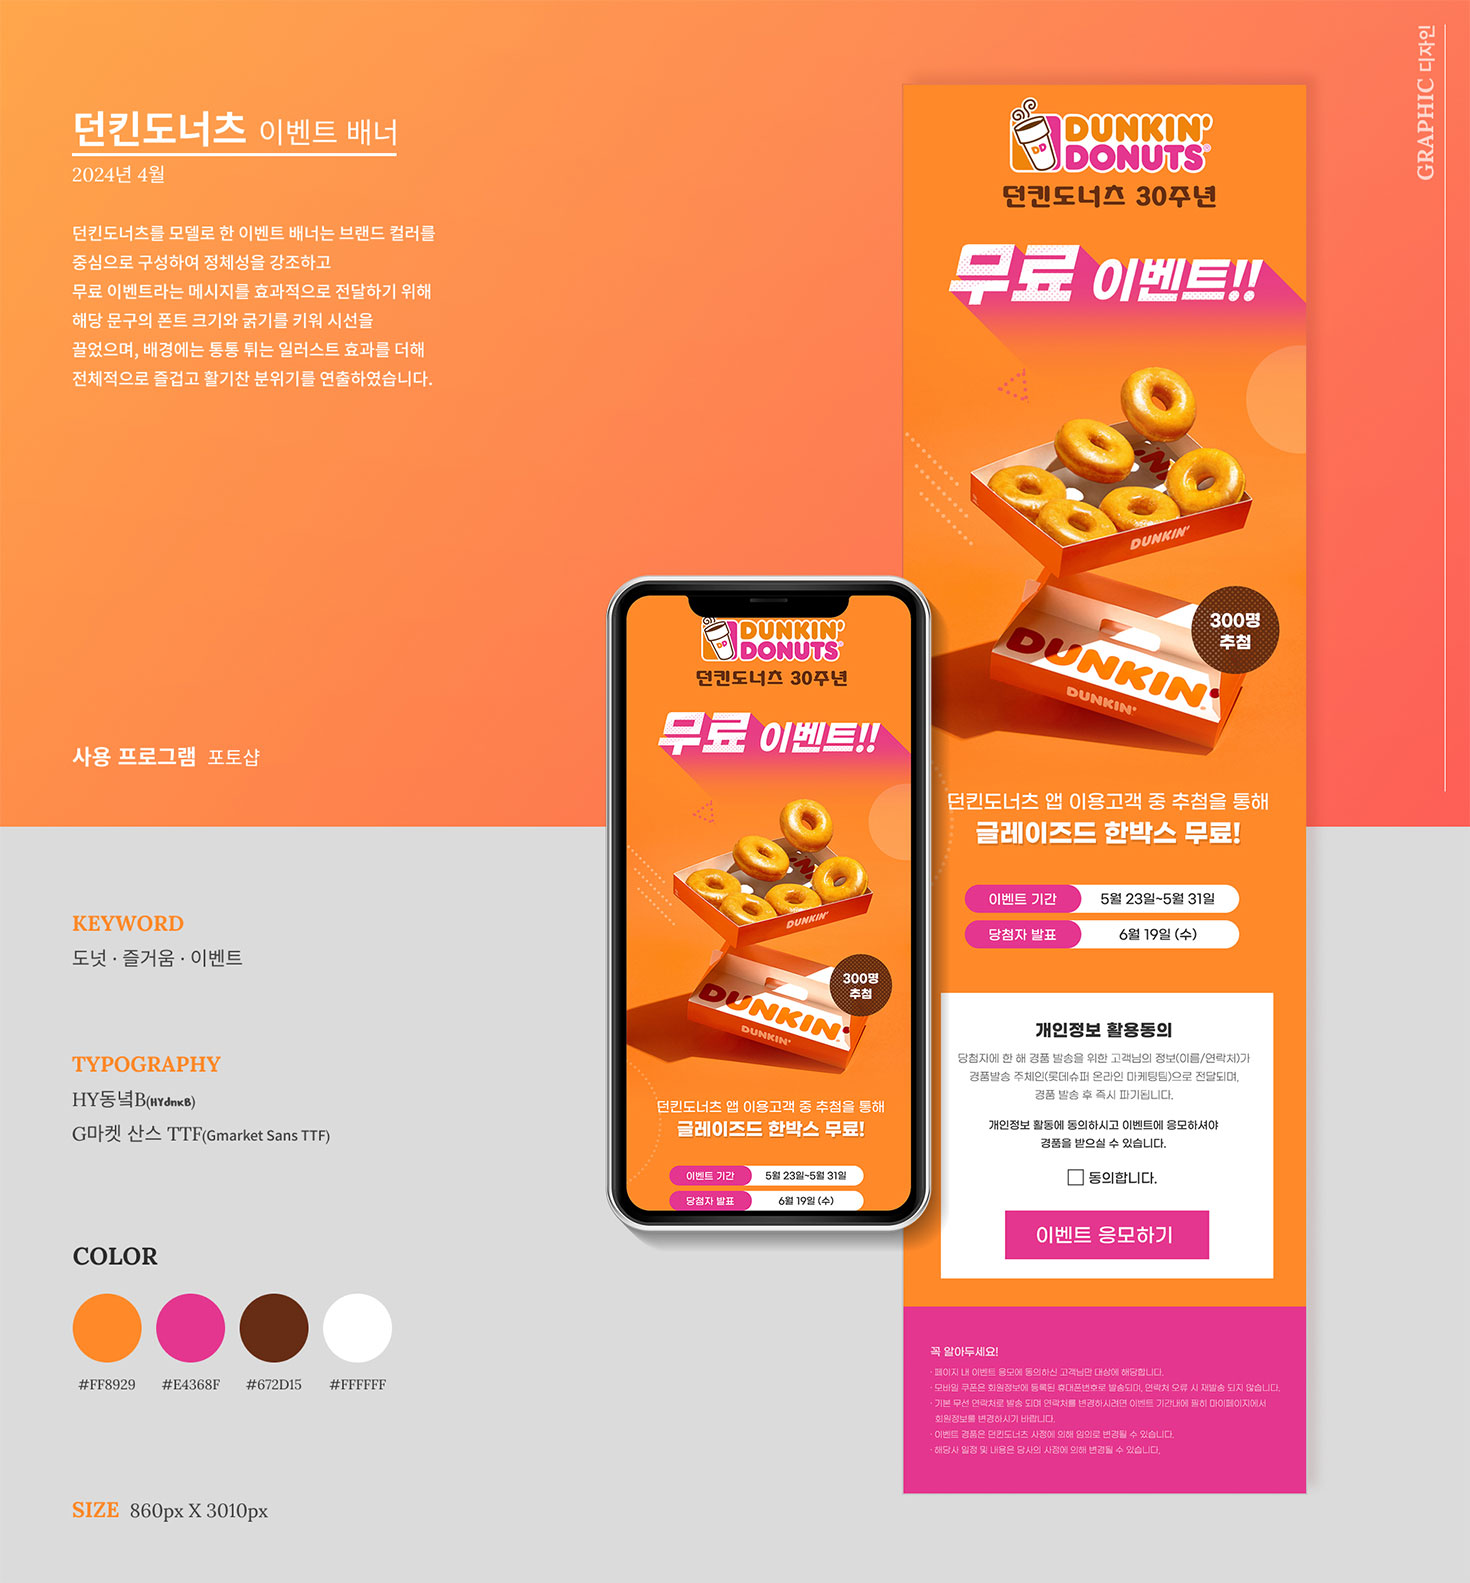 GRAPHIC 디자인
던킨도너츠 이벤트 배너
2024년 4월
던킨도너츠를 모델로 한 이벤트 배너는 브랜드 컬러를
중심으로 구성하여 정체성을 강조하고
무료 이벤트라는 메시지를 효과적으로 전달하기 위해
해당 문구의 폰트 크기와 굵기를 키워 시선을
끌었으며, 배경에는 통통 튀는 일러스트 효과를 더해
전체적으로 즐겁고 활기찬 분위기를 연출하였습니다.
사용 프로그램 포토샵
KEYWORD
도넛 · 즐거움 · 이벤트
TYPOGRAPHY
HY동녘B(HYdnkB)
G마켓 산스 TTF(Gmarket Sans TTF)
COLOR
#FF8929 #E4368F #672D15 #FFFFFF
SIZE 860px X 3010px
DD
DUNKIN'
DONUTS
던킨도너츠 30주년
무료 이벤트!!
DUNKIN'
DUNKIN'
DUNKIN'
300명
추첨
던킨도너츠 앱 이용고객 중 추첨을 통해
글레이즈드 한박스 무료!
이벤트 기간 5월 23일~5월 31일
당첨자 발표 6월 19일 (수)
DD
DUNKIN'
DONUTS
던킨도너츠 30주년
무료 이벤트!!
DUNKIN'
DUNKIN'
DUNKIN'
300명
추첨
던킨도너츠 앱 이용고객 중 추첨을 통해
글레이즈드 한박스 무료!
이벤트 기간 5월 23일~5월 31일
당첨자 발표 6월 19일 (수)
개인정보 활용동의
당첨자에 한 해 경품 발송을 위한 고객님의 정보(이름/연락처)가
경품발송 주체인(롯데슈퍼 온라인 마케팅팀)으로 전달되며,
경품 발송 후 즉시 파기됩니다.
개인정보 활동에 동의하시고 이벤트에 응모하셔야
경품을 받으실 수 있습니다.
동의합니다.
이벤트 응모하기
꼭 알아두세요!
· 페이지 내 이벤트 응모에 동의하신 고객님만 대상에 해당합니다.
· 모바일 쿠폰은 회원정보에 등록된 휴대폰번호로 발송되며, 연락처 오류 시 재발송 되지 않습니다.
· 기본 무선 연락처로 발송 되며 연락처를 변경하시려면 이벤트 기간내에 필히 마이페이지에서
회원정보를 변경하시기 바랍니다.
· 이벤트 경품은 던킨도너츠 사정에 의해 임의로 변경될 수 있습니다.
· 해당사 일정 및 내용은 당사의 사정에 의해 변경될 수 있습니다.